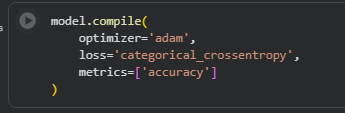 model.compile(
    optimizer='adam',
    loss='categorical_crossentropy',
    metrics=['accuracy']
)